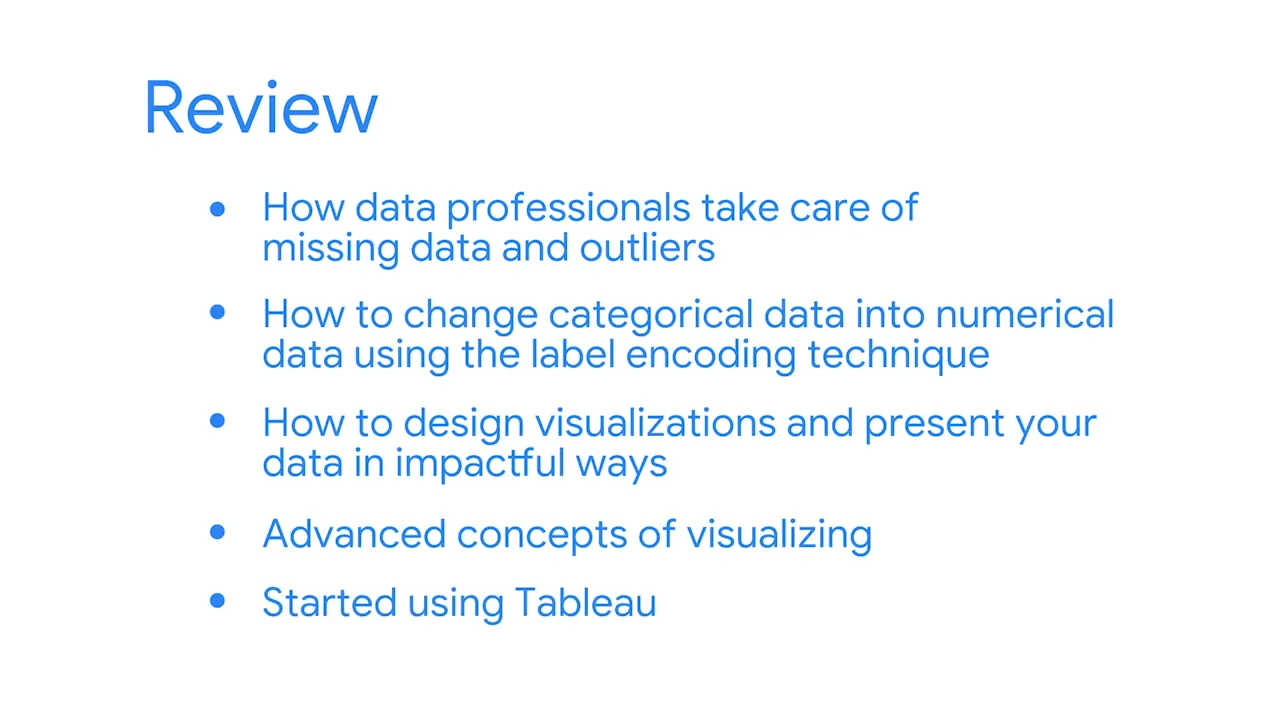 Review
• How data professionals take care of
missing data and outliers
• How to change categorical data into numerical
data using the label encoding technique
• How to design visualizations and present your
data in impactful ways
• Advanced concepts of visualizing
• Started using Tableau